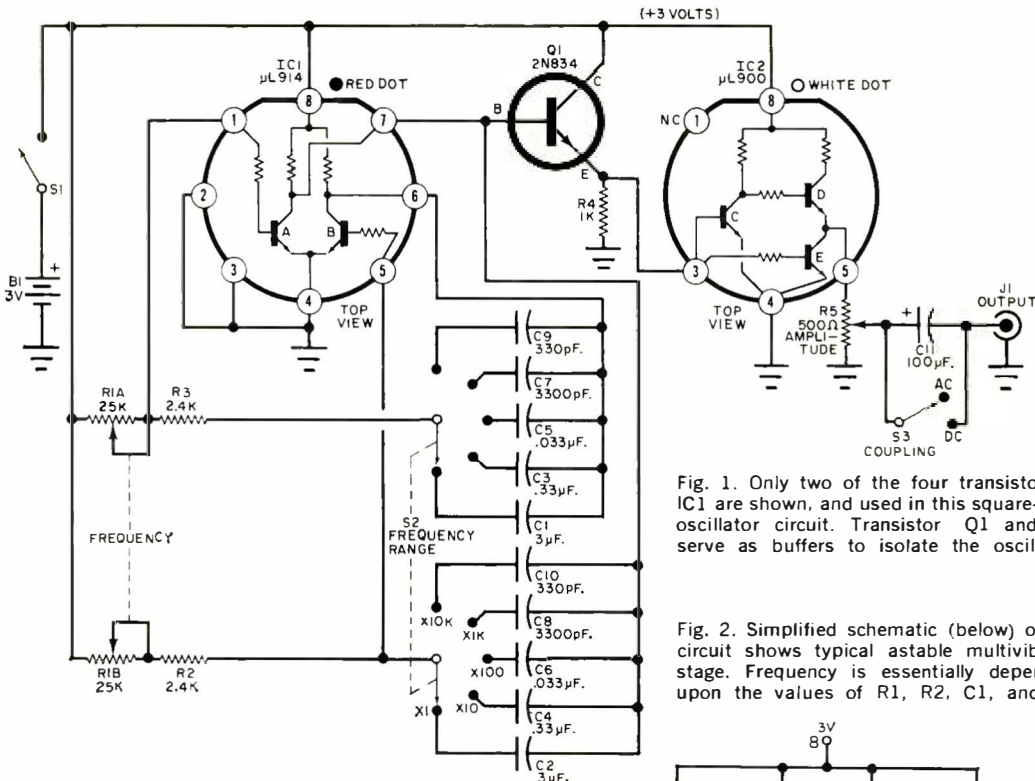 (+3 VOLTS)
IC1
µL914
RED DOT
Q1
2N834
B
C
E
IC2
µL900
WHITE DOT
NC
1
8
7
2
6
A
B
3
5
4
TOP
VIEW
R4
1K
8
C
D
E
3
5
4
TOP
VIEW
S1
B1
3V
+
R5
500Ω
AMPLI-
TUDE
+
C11
100µF.
J1
OUTPUT
AC
S3
DC
COUPLING
R1A
25K
R3
2.4K
C9
330pF.
C7
3300pF.
C5
.033µF.
C3
.33µF.
C1
3µF.
FREQUENCY
S2
FREQUENCY
RANGE
R1B
25K
R2
2.4K
X10K
X1K
X100
X10
X1
C10
330pF.
C8
3300pF.
C6
.033µF.
C4
.33µF.
C2
3µF.
Fig. 1. Only two of the four transisto
IC1 are shown, and used in this square-
oscillator circuit. Transistor Q1 and
serve as buffers to isolate the oscil
Fig. 2. Simplified schematic (below) o
circuit shows typical astable multivib
stage. Frequency is essentially depe
upon the values of R1, R2, C1, and
3V
8